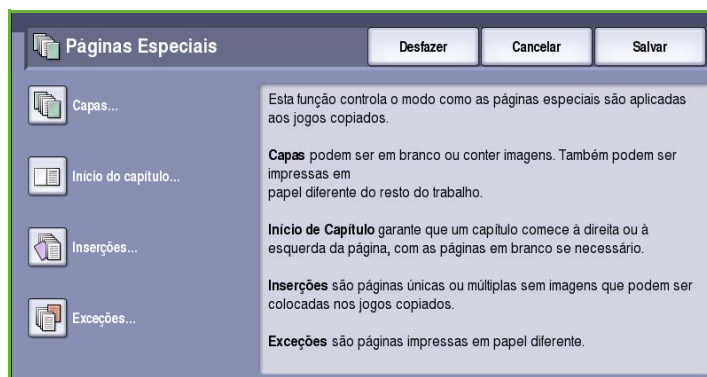 Páginas Especiais
Desfazer
Cancelar
Salvar
Capas...
Início do capítulo...
Inserções...
Exceções...
Esta função controla o modo como as páginas especiais são aplicadas
aos jogos copiados.
Capas podem ser em branco ou conter imagens. Também podem ser
impressas em
papel diferente do resto do trabalho.
Início de Capítulo garante que um capítulo comece à direita ou à
esquerda da página, com as páginas em branco se necessário.
Inserções são páginas únicas ou múltiplas sem imagens que podem ser
colocadas nos jogos copiados.
Exceções são páginas impressas em papel diferente.